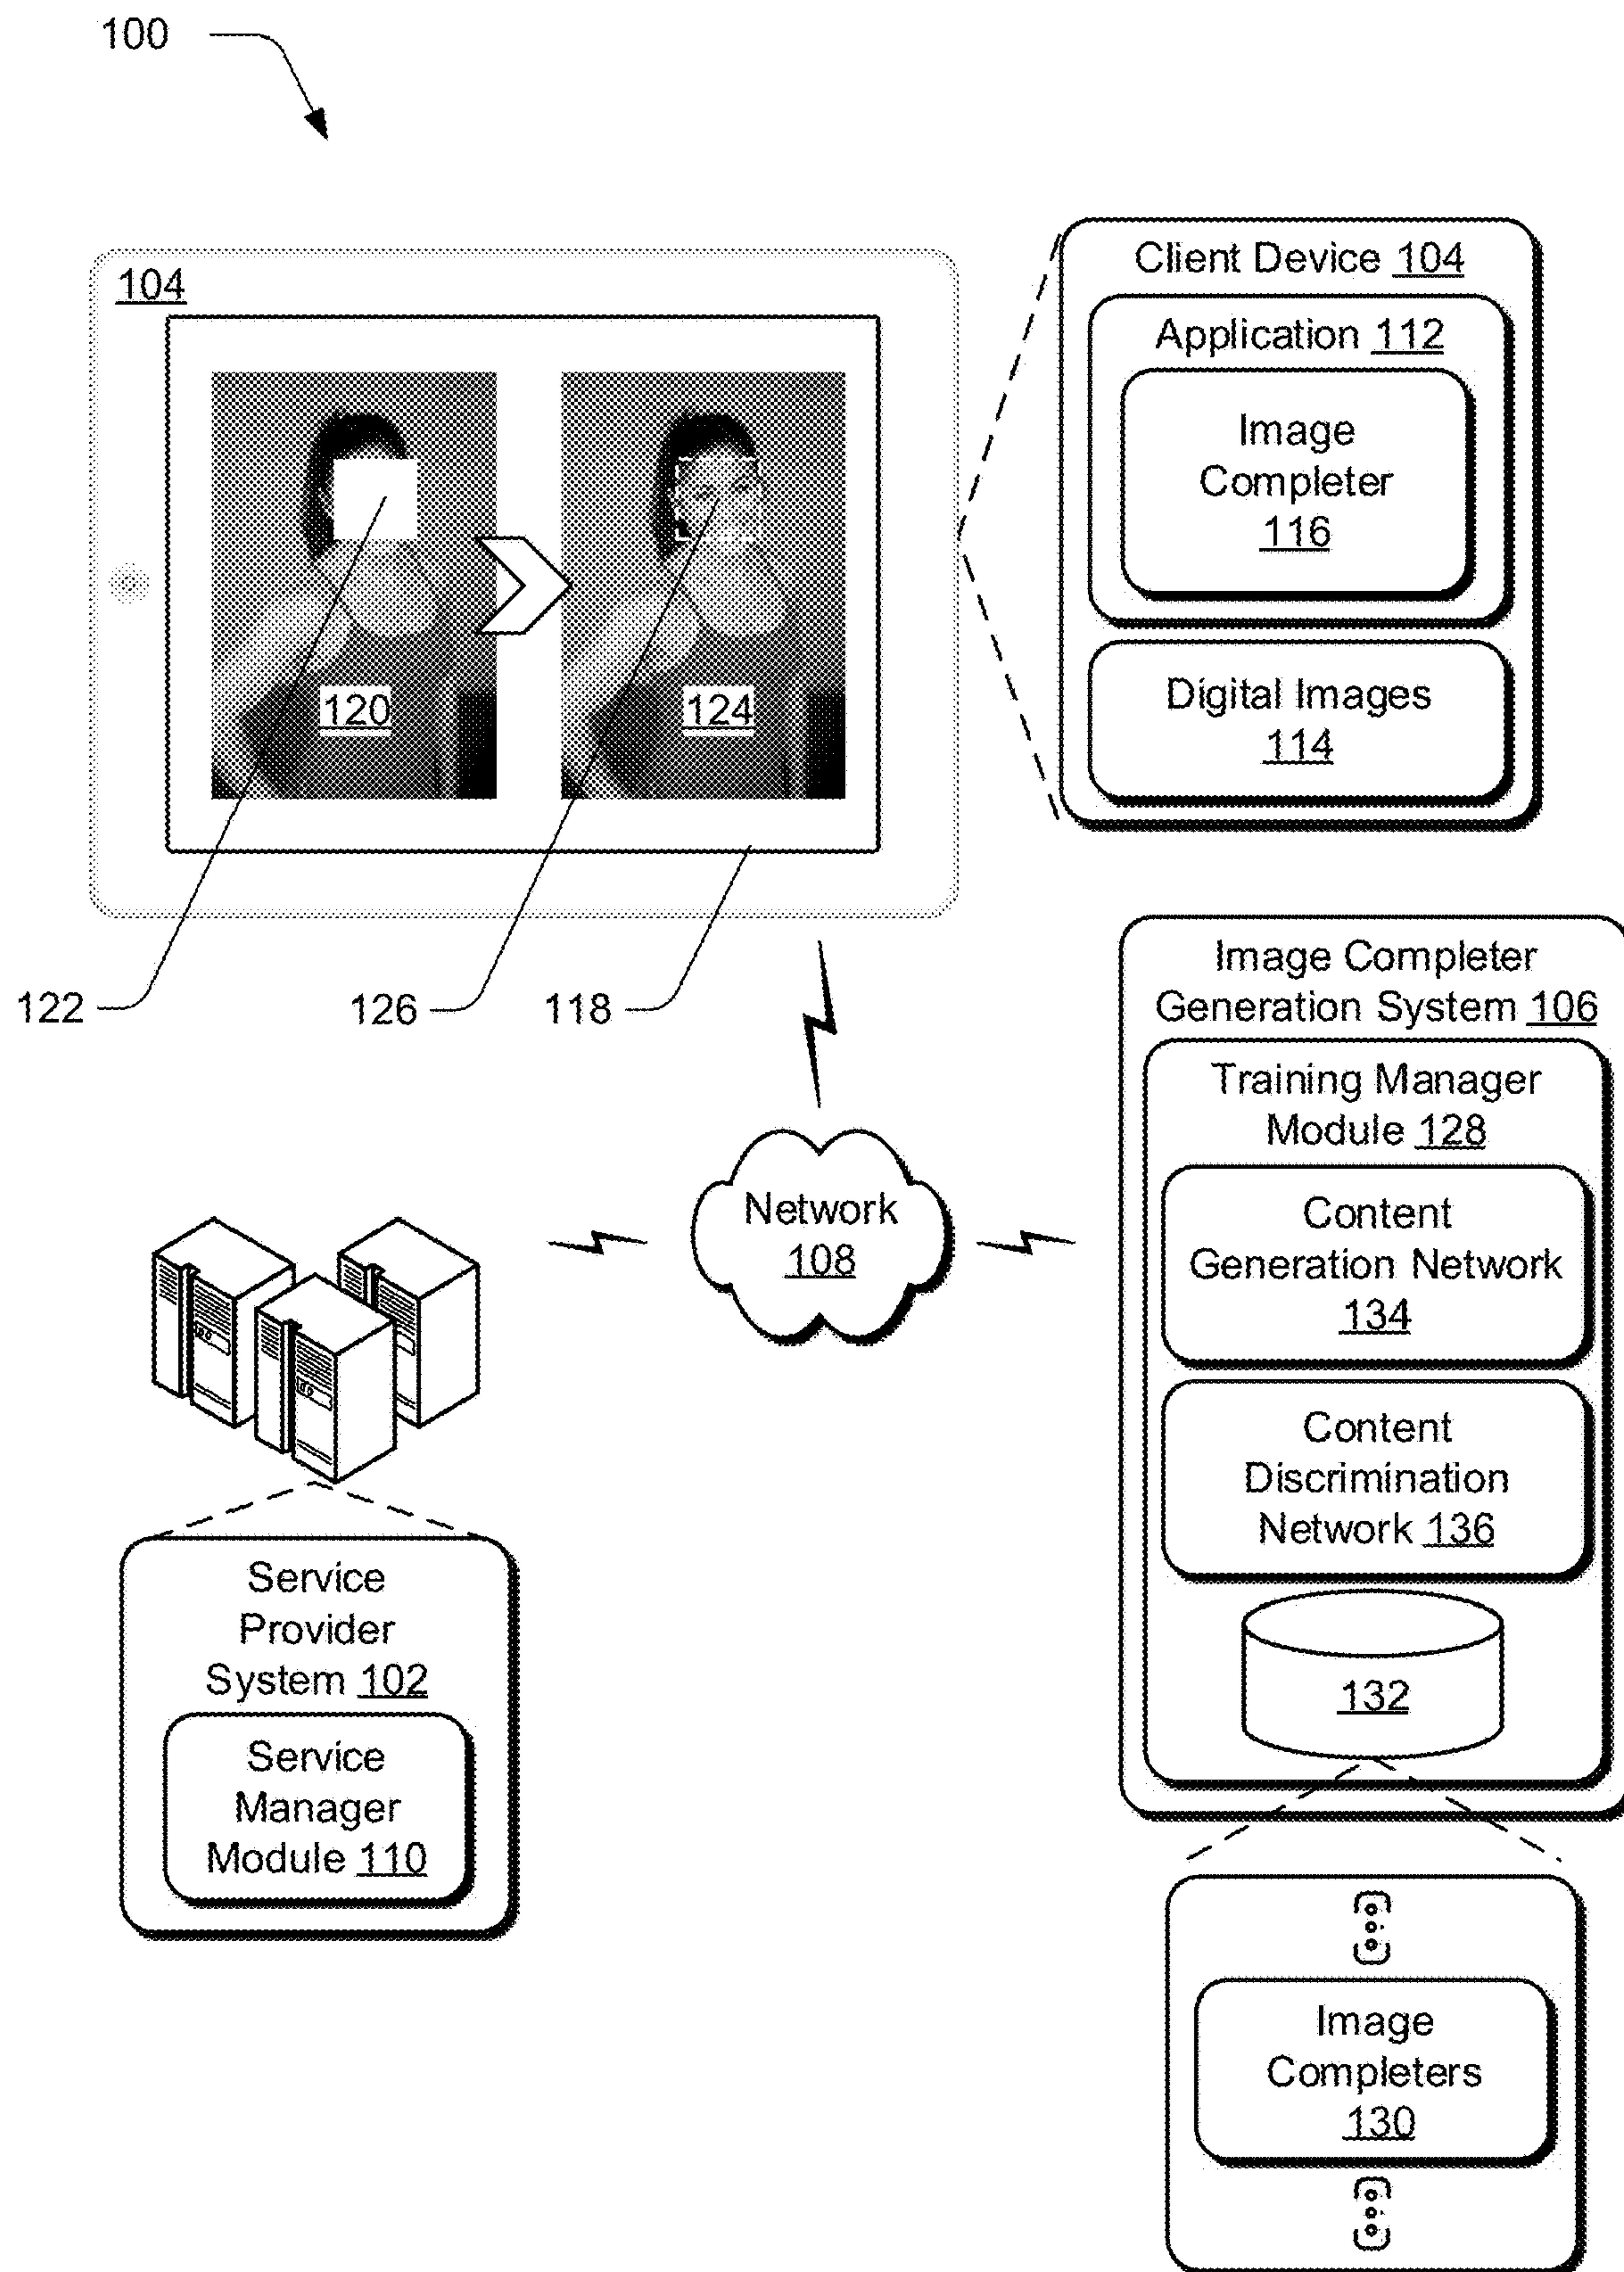 100
104
120
124
122
126
118
Client Device 104
Application 112
Image
Completer
116
Digital Images
114
Image Completer
Generation System 106
Training Manager
Module 128
Content
Generation Network
134
Content
Discrimination
Network 136
132
Network
108
Service
Provider
System 102
Service
Manager
Module 110
Image
Completers
130